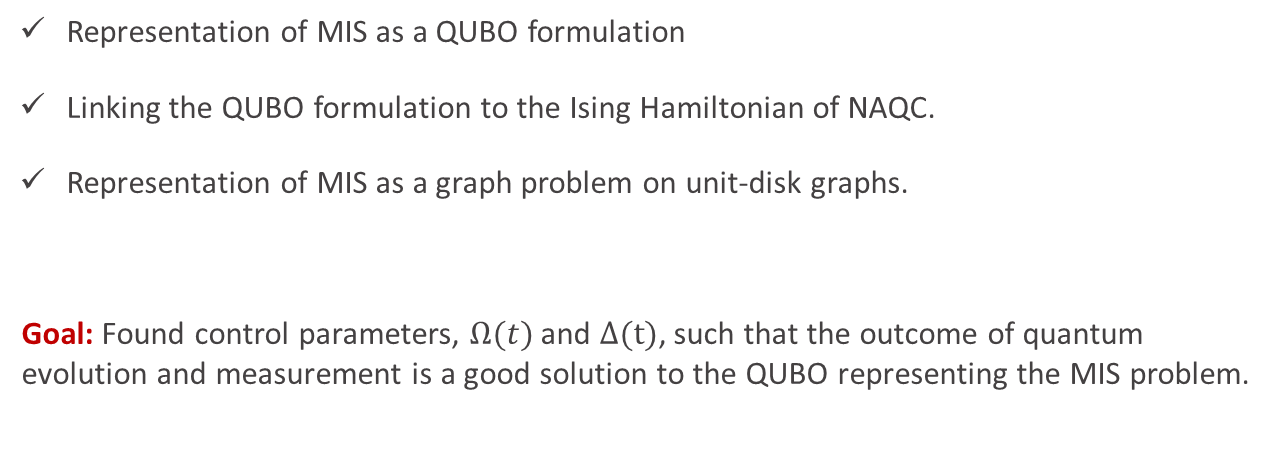 ✓ Representation of MIS as a QUBO formulation
✓ Linking the QUBO formulation to the Ising Hamiltonian of NAQC.
✓ Representation of MIS as a graph problem on unit-disk graphs.
Goal: Found control parameters, Ω(t) and Δ(t), such that the outcome of quantum
evolution and measurement is a good solution to the QUBO representing the MIS problem.